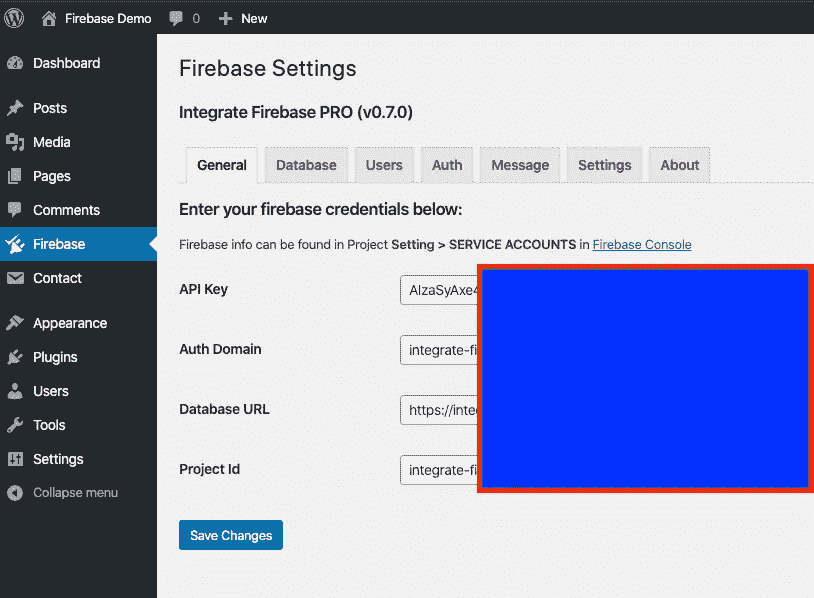 Firebase Demo 0 New
Dashboard
Posts
Media
Pages
Comments
Firebase
Contact
Appearance
Plugins
Users
Tools
Settings
Collapse menu
Firebase Settings
Integrate Firebase PRO (v0.7.0)
General Database Users Auth Message Settings About
Enter your firebase credentials below:
Firebase info can be found in Project Setting > SERVICE ACCOUNTS in Firebase Console
API Key
Auth Domain integrate-fi
Database URL https://integ
Project Id integrate-fi
Save Changes